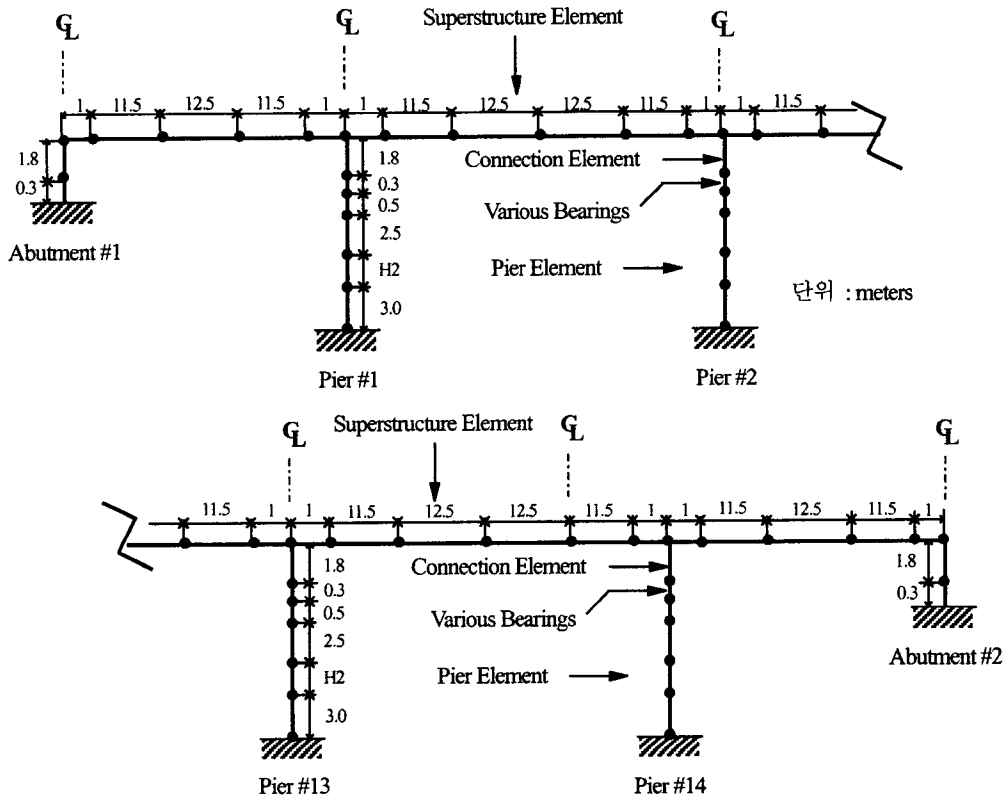 C L C L Superstructure Element C L
1 11.5 12.5 11.5 1 1 11.5 12.5 12.5 11.5 1 1 11.5
1.8
0.3
Abutment #1
1.8
0.3
0.5
2.5
H2
3.0
Pier #1
Connection Element
Various Bearings
Pier Element
단위 : meters
Pier #2
C L Superstructure Element C L C L
11.5 1 1 11.5 12.5 12.5 11.5 1 1 11.5 11.5 1
1.8
0.3
0.5
2.5
H2
3.0
Pier #13
Connection Element
Various Bearings
Pier Element
Pier #14
1.8
0.3
Abutment #2